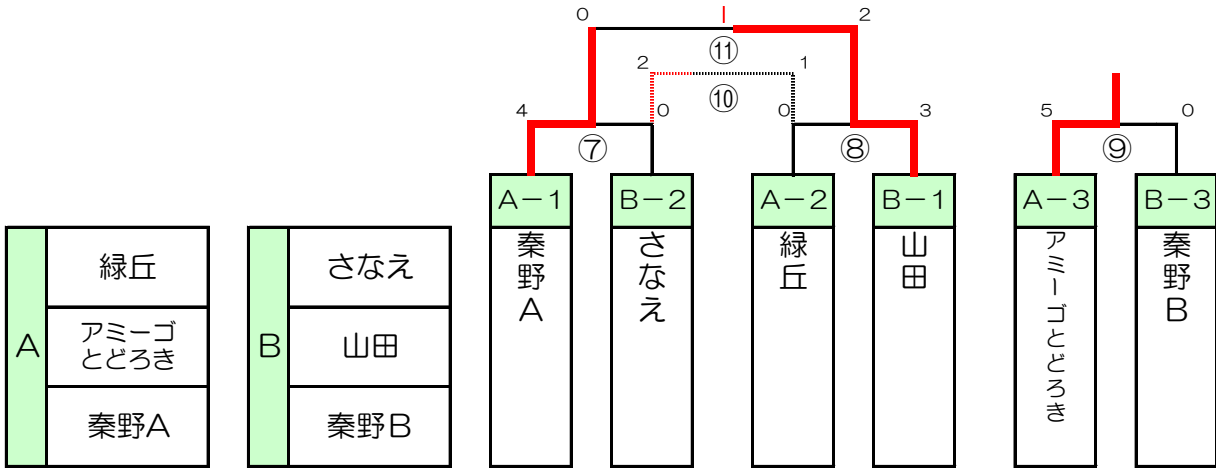 0 2
⑪
2 1
⑩
4 0 0 3 5 0
⑦ ⑧ ⑨
A-1 B-2 A-2 B-1 A-3 B-3
秦野A さなえ 緑丘 山田 アミーゴとどろき 秦野B
A
緑丘
アミーゴ
とどろき
秦野A
B
さなえ
山田
秦野B